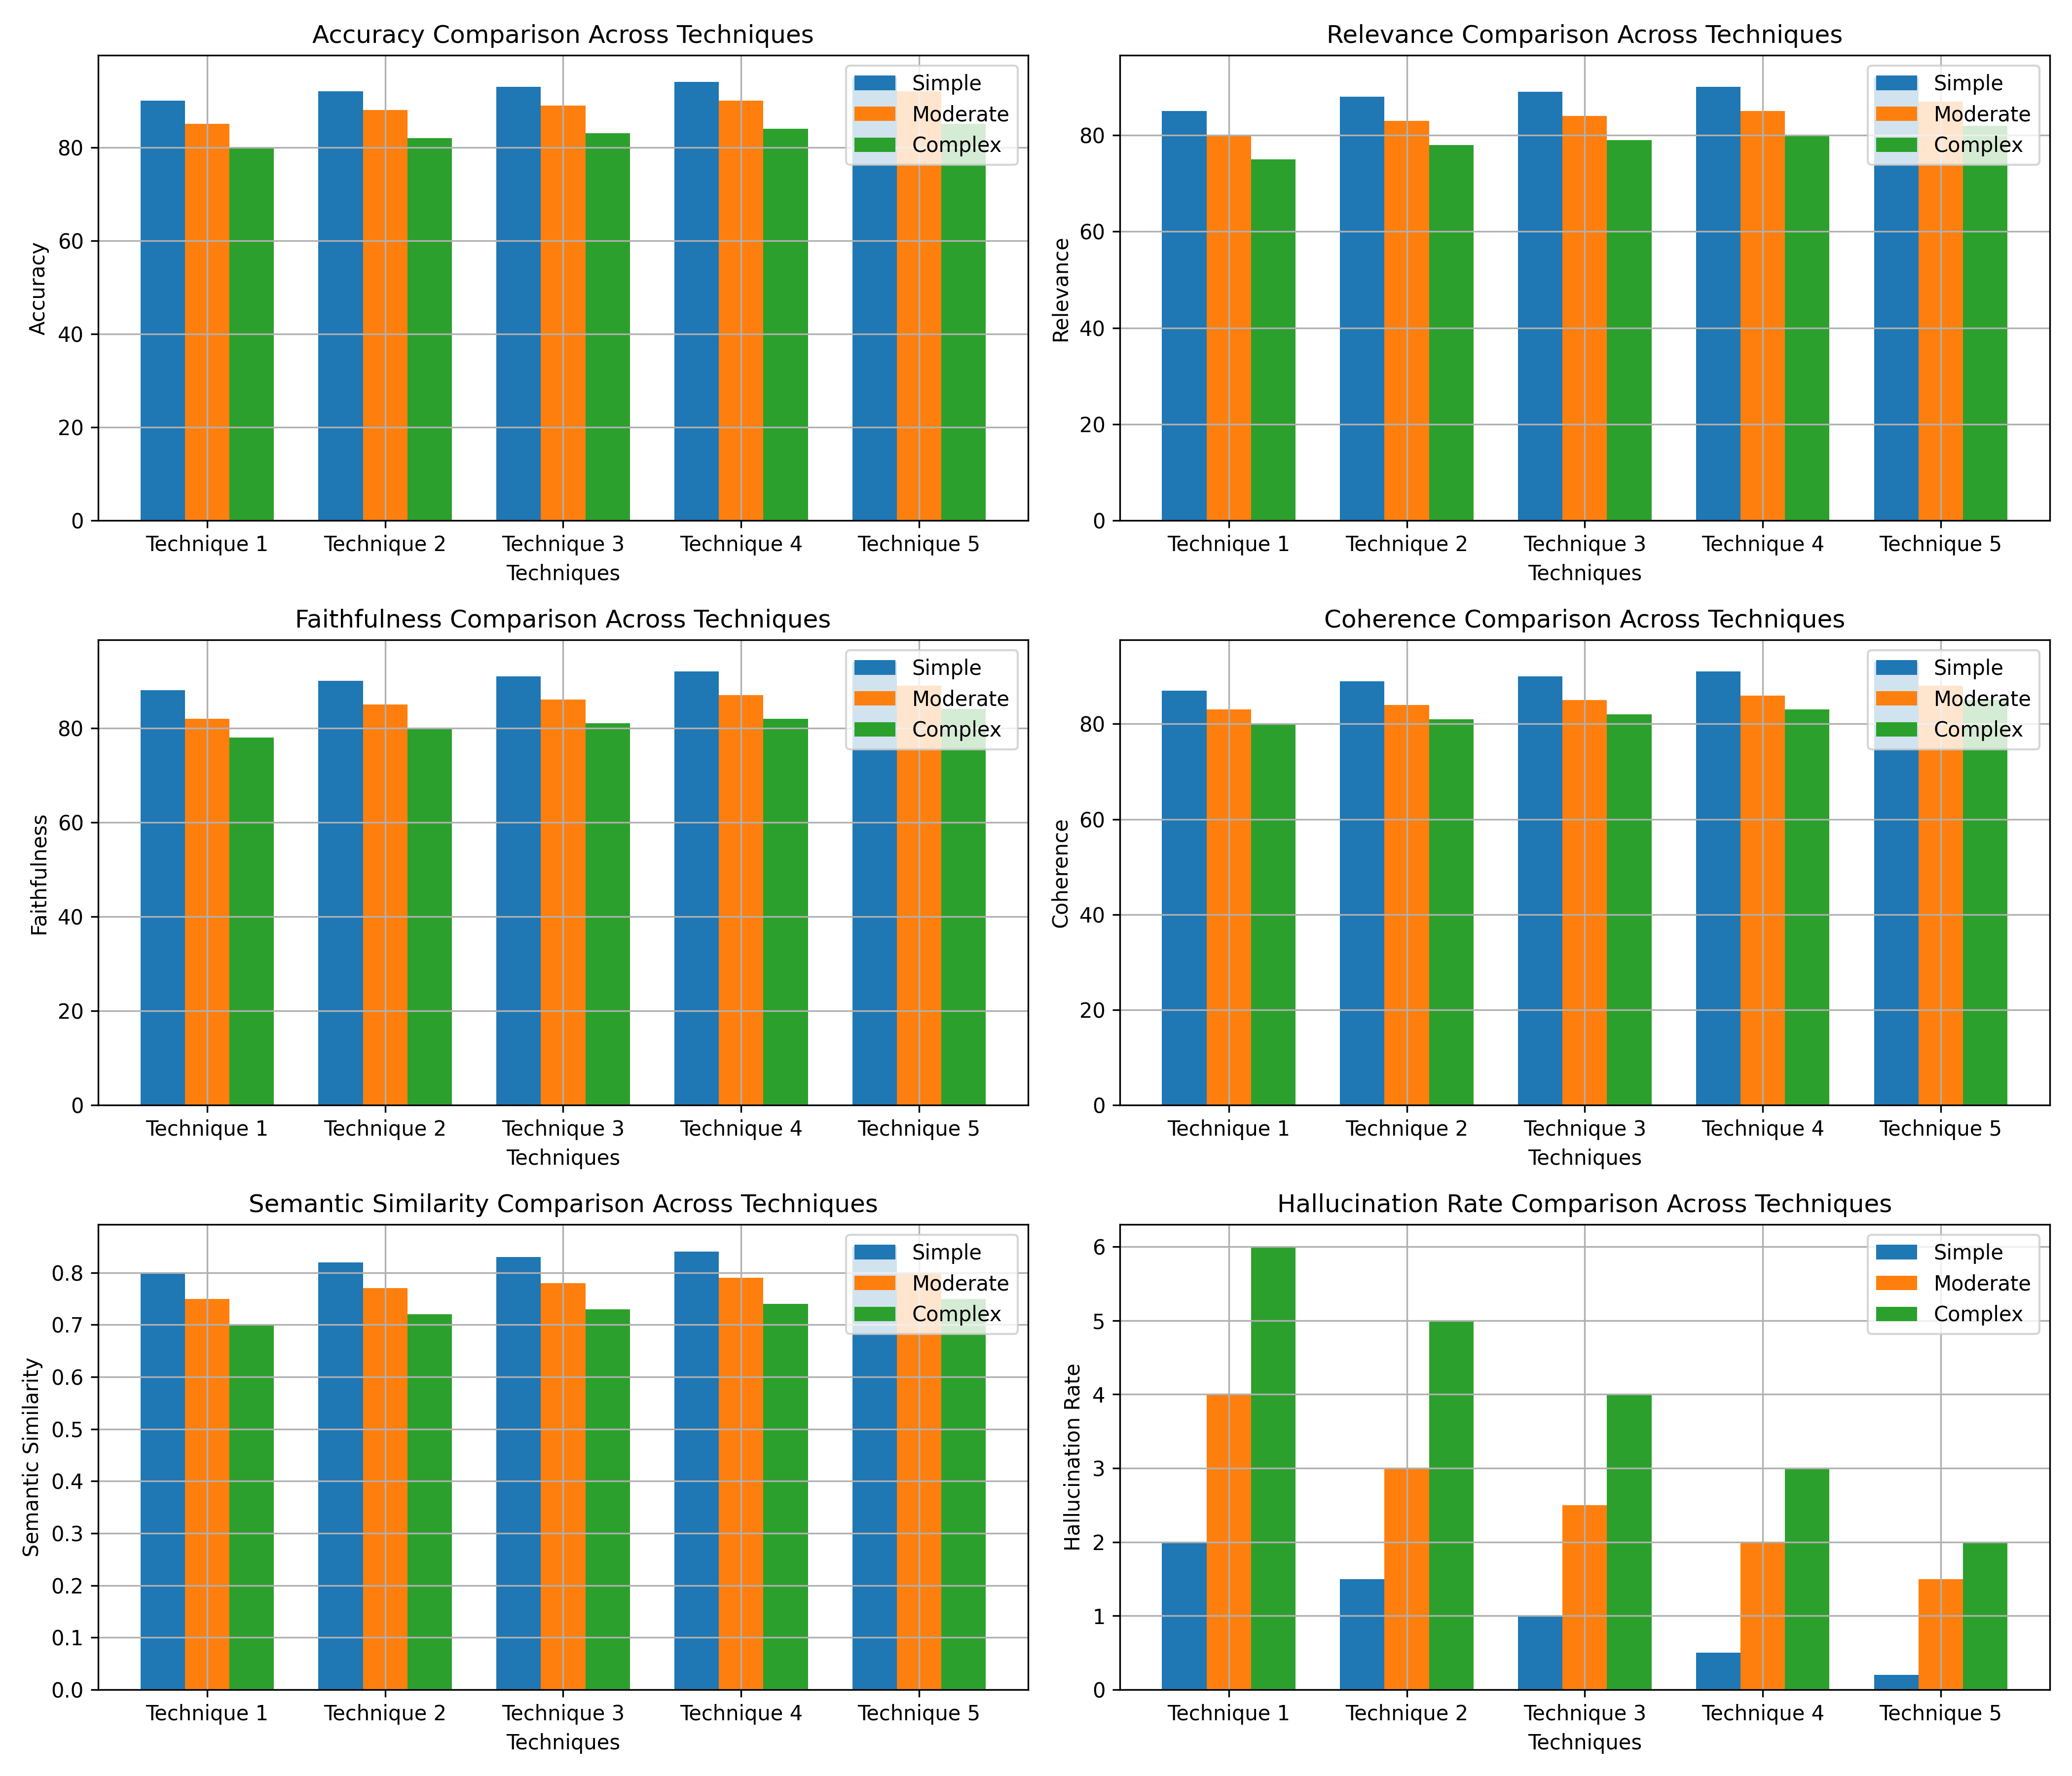 Accuracy Comparison Across Techniques
Simple
Moderate
Complex
80
60
40
20
0
Accuracy
Technique 1 Technique 2 Technique 3 Technique 4 Technique 5
Techniques
Relevance Comparison Across Techniques
Simple
Moderate
Complex
80
60
40
20
0
Relevance
Technique 1 Technique 2 Technique 3 Technique 4 Technique 5
Techniques
Faithfulness Comparison Across Techniques
Simple
Moderate
Complex
80
60
40
20
0
Faithfulness
Technique 1 Technique 2 Technique 3 Technique 4 Technique 5
Techniques
Coherence Comparison Across Techniques
Simple
Moderate
Complex
80
60
40
20
0
Coherence
Technique 1 Technique 2 Technique 3 Technique 4 Technique 5
Techniques
Semantic Similarity Comparison Across Techniques
Simple
Moderate
Complex
0.8
0.7
0.6
0.5
0.4
0.3
0.2
0.1
0.0
Semantic Similarity
Technique 1 Technique 2 Technique 3 Technique 4 Technique 5
Techniques
Hallucination Rate Comparison Across Techniques
Simple
Moderate
Complex
6
5
4
3
2
1
0
Hallucination Rate
Technique 1 Technique 2 Technique 3 Technique 4 Technique 5
Techniques